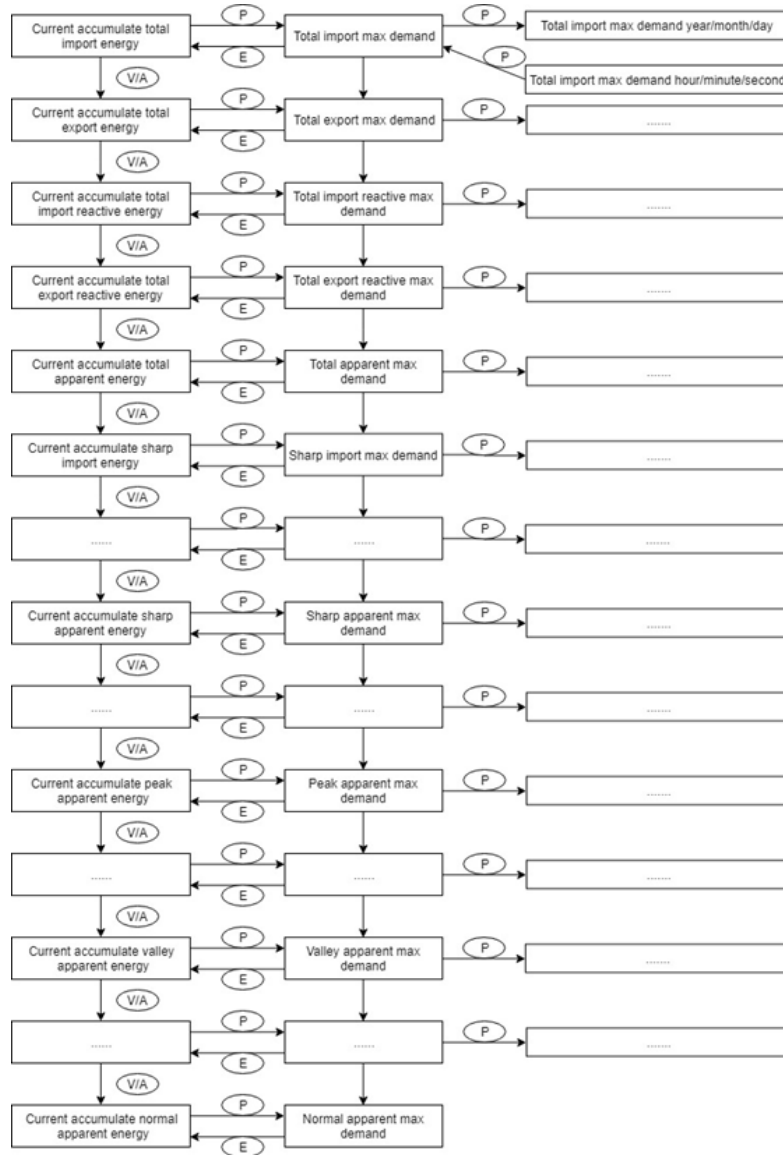 Current accumulate total
import energy
P
E
Total import max demand
P
Total import max demand year/month/day
P
Total import max demand hour/minute/second
V/A
Current accumulate total
export energy
P
E
Total export max demand
P
.......
V/A
Current accumulate total
import reactive energy
P
E
Total import reactive max
demand
P
.......
V/A
Current accumulate total
export reactive energy
P
E
Total export reactive max
demand
P
.......
V/A
Current accumulate total
apparent energy
P
E
Total apparent max
demand
P
.......
V/A
Current accumulate sharp
import energy
P
E
Sharp import max demand
P
.......
V/A
......
P
E
......
P
.......
V/A
Current accumulate sharp
apparent energy
P
E
Sharp apparent max
demand
P
.......
V/A
......
P
E
......
P
.......
V/A
Current accumulate peak
apparent energy
P
E
Peak apparent max
demand
P
.......
V/A
......
P
E
......
P
.......
V/A
Current accumulate valley
apparent energy
P
E
Valley apparent max
demand
P
.......
V/A
......
P
E
......
P
.......
V/A
Current accumulate normal
apparent energy
P
E
Normal apparent max
demand